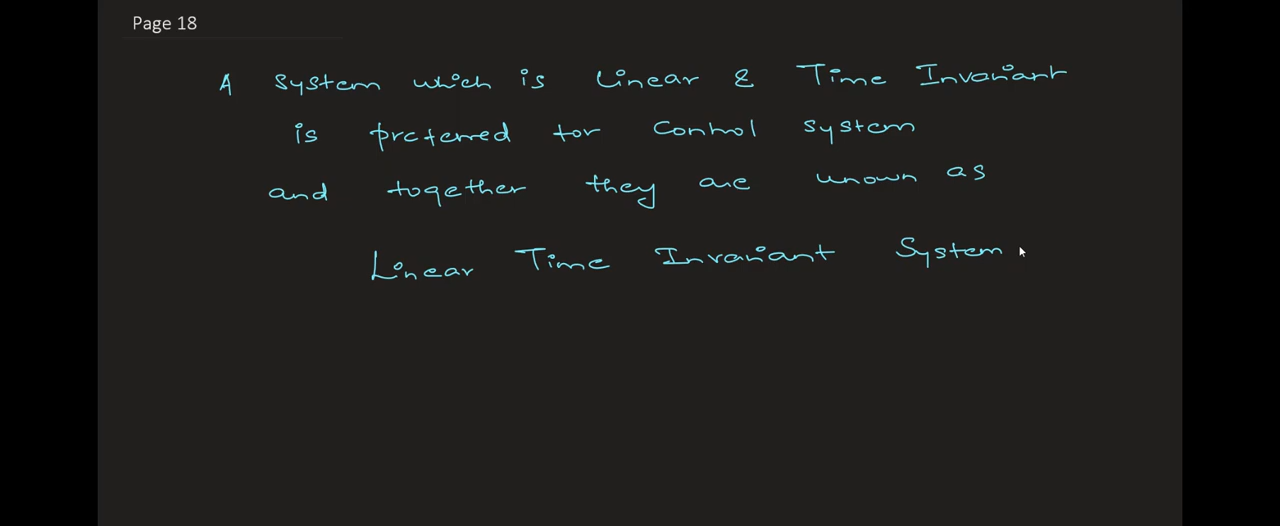 Page 18
A system which is Linear & Time Invariant
is preferred for control system
and together they are known as
Linear Time Invariant System